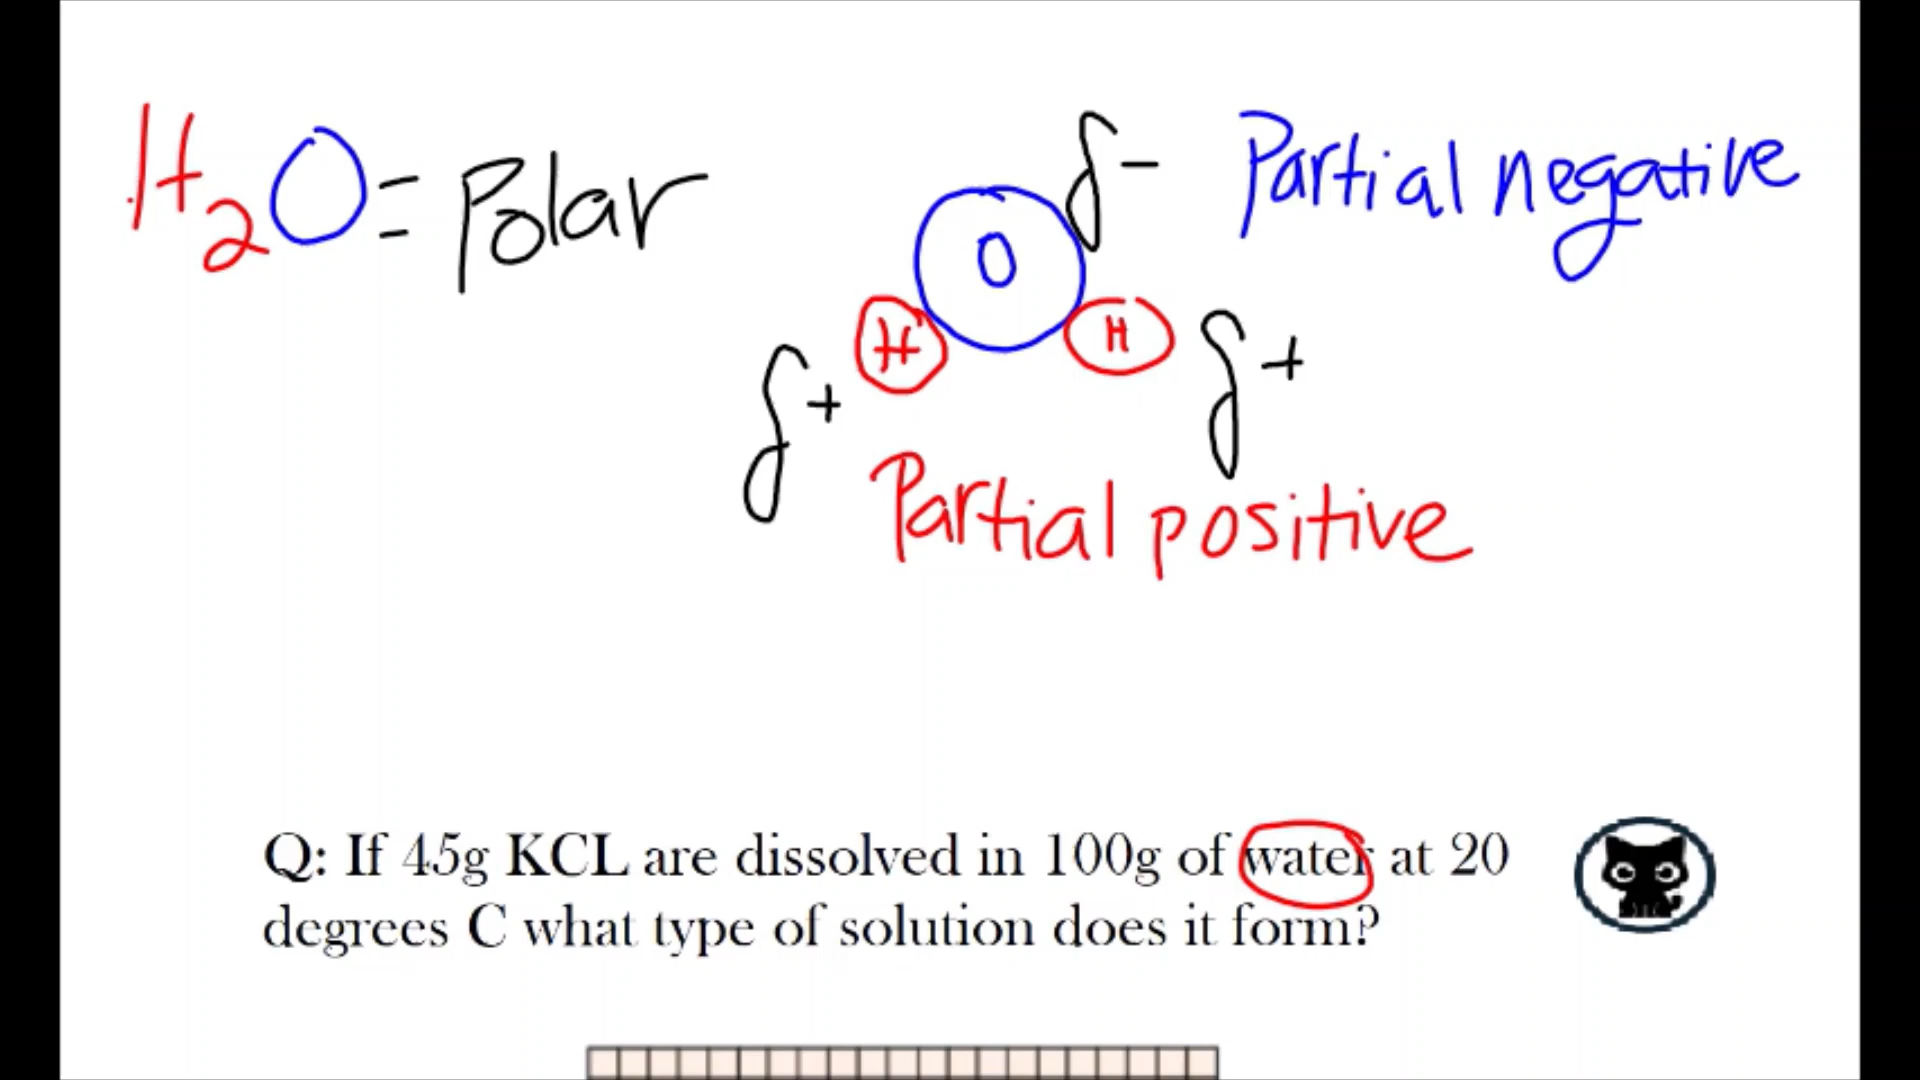 H₂O = Polar
δ- Partial negative
O
H H
δ+ δ+
Partial positive
Q: If 45g KCL are dissolved in 100g of water at 20
degrees C what type of solution does it form?